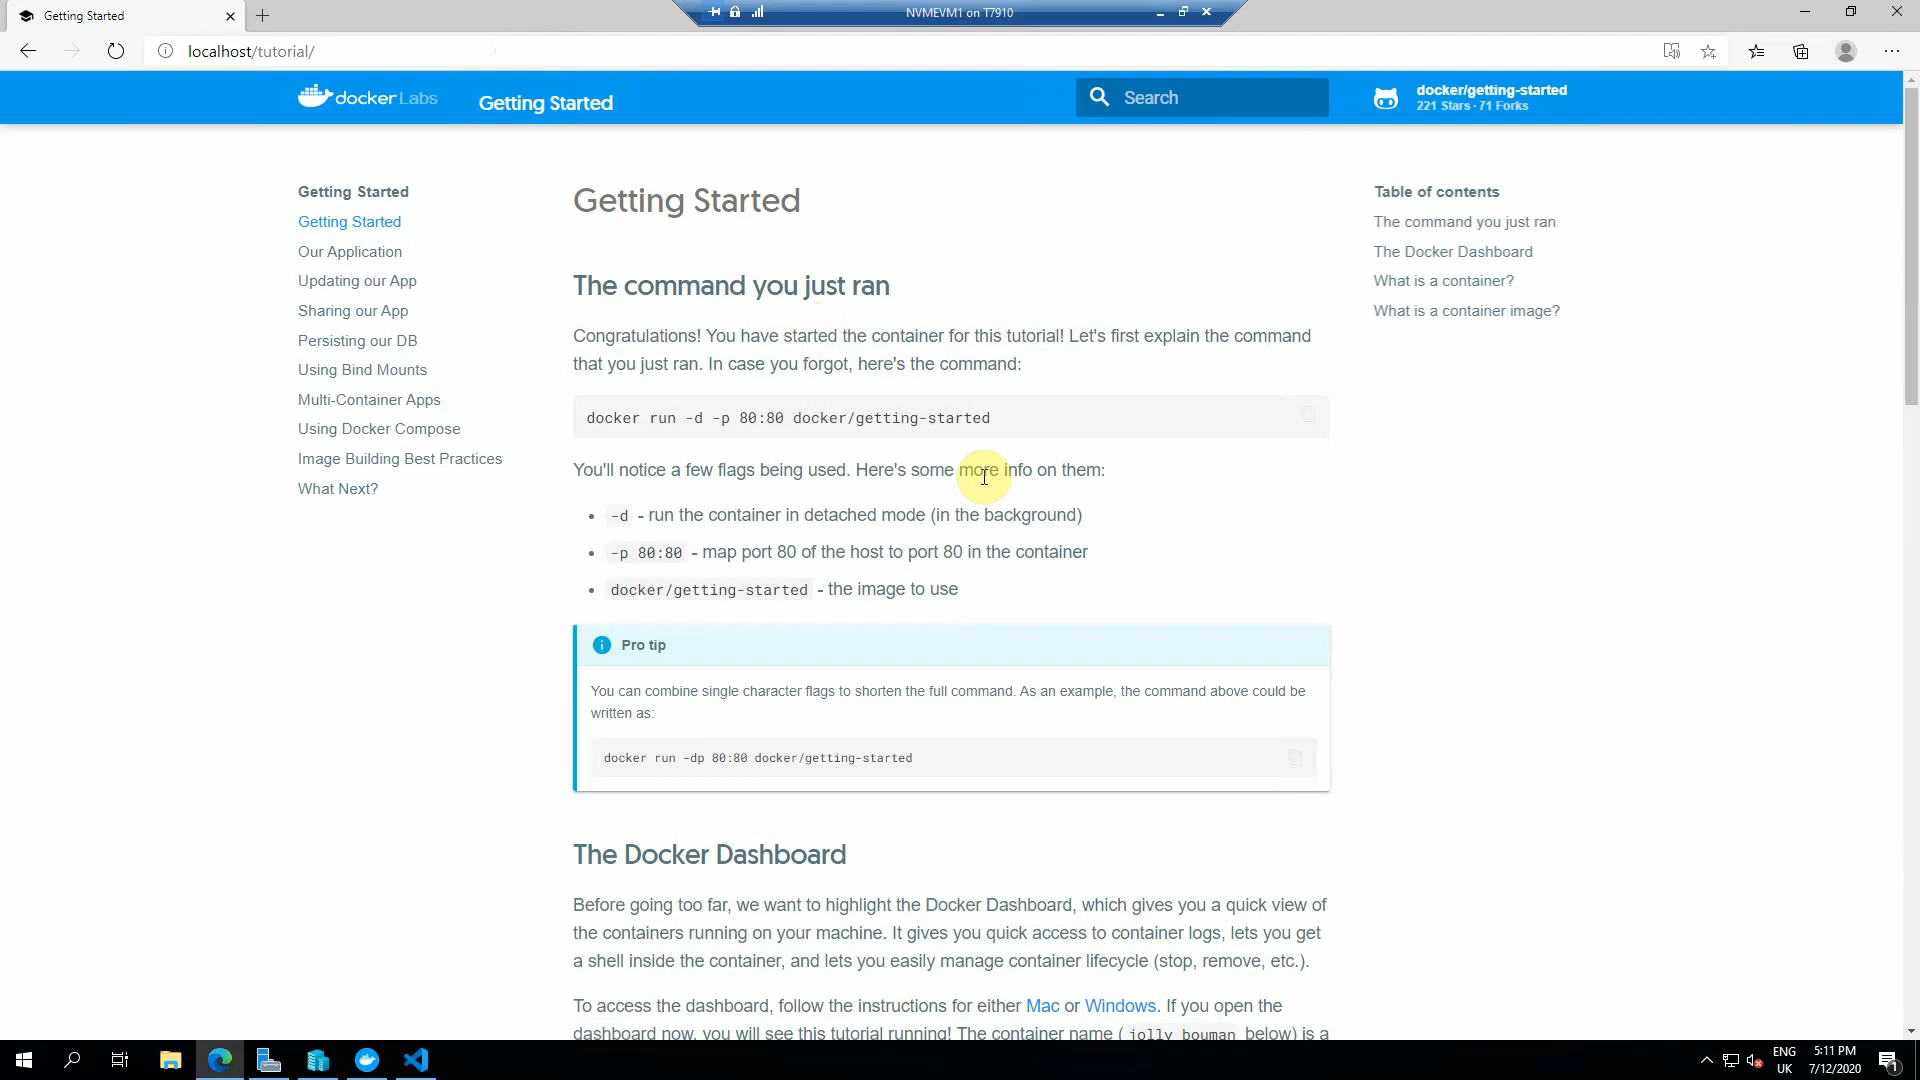 Getting Started
NVMEVM1 on T7910
localhost/tutorial/
dockerLabs
Getting Started
Search
docker/getting-started
221 Stars · 71 Forks
Getting Started
Getting Started
Our Application
Updating our App
Sharing our App
Persisting our DB
Using Bind Mounts
Multi-Container Apps
Using Docker Compose
Image Building Best Practices
What Next?
Getting Started
The command you just ran
Congratulations! You have started the container for this tutorial! Let's first explain the command
that you just ran. In case you forgot, here's the command:
docker run -d -p 80:80 docker/getting-started
You'll notice a few flags being used. Here's some more info on them:
• -d - run the container in detached mode (in the background)
• -p 80:80 - map port 80 of the host to port 80 in the container
• docker/getting-started - the image to use
Pro tip
You can combine single character flags to shorten the full command. As an example, the command above could be
written as:
docker run -dp 80:80 docker/getting-started
The Docker Dashboard
Before going too far, we want to highlight the Docker Dashboard, which gives you a quick view of
the containers running on your machine. It gives you quick access to container logs, lets you get
a shell inside the container, and lets you easily manage container lifecycle (stop, remove, etc.).
To access the dashboard, follow the instructions for either Mac or Windows. If you open the
dashboard now, you will see this tutorial running! The container name ( jolly_bouman below) is a
Table of contents
The command you just ran
The Docker Dashboard
What is a container?
What is a container image?
ENG
UK
5:11 PM
7/12/2020
1